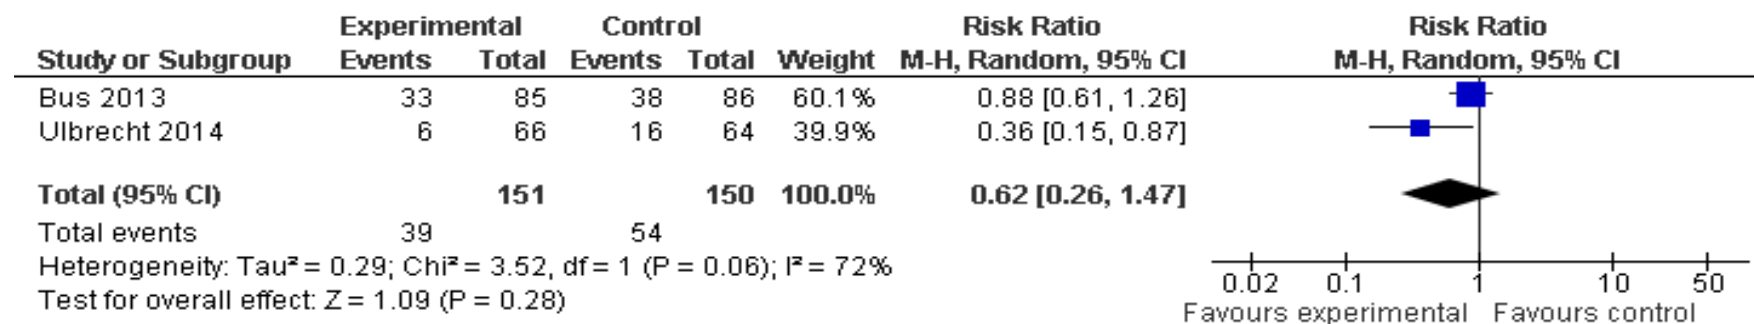 Experimental Control Risk Ratio Risk Ratio
Study or Subgroup Events Total Events Total Weight M-H, Random, 95% CI M-H, Random, 95% CI
Bus 2013 33 85 38 86 60.1% 0.88 [0.61, 1.26]
Ulbrecht 2014 6 66 16 64 39.9% 0.36 [0.15, 0.87]
Total (95% CI) 151 150 100.0% 0.62 [0.26, 1.47]
Total events 39 54
Heterogeneity: Tau² = 0.29; Chi² = 3.52, df = 1 (P = 0.06); I² = 72%
Test for overall effect: Z = 1.09 (P = 0.28)
0.02 0.1 1 10 50
Favours experimental Favours control